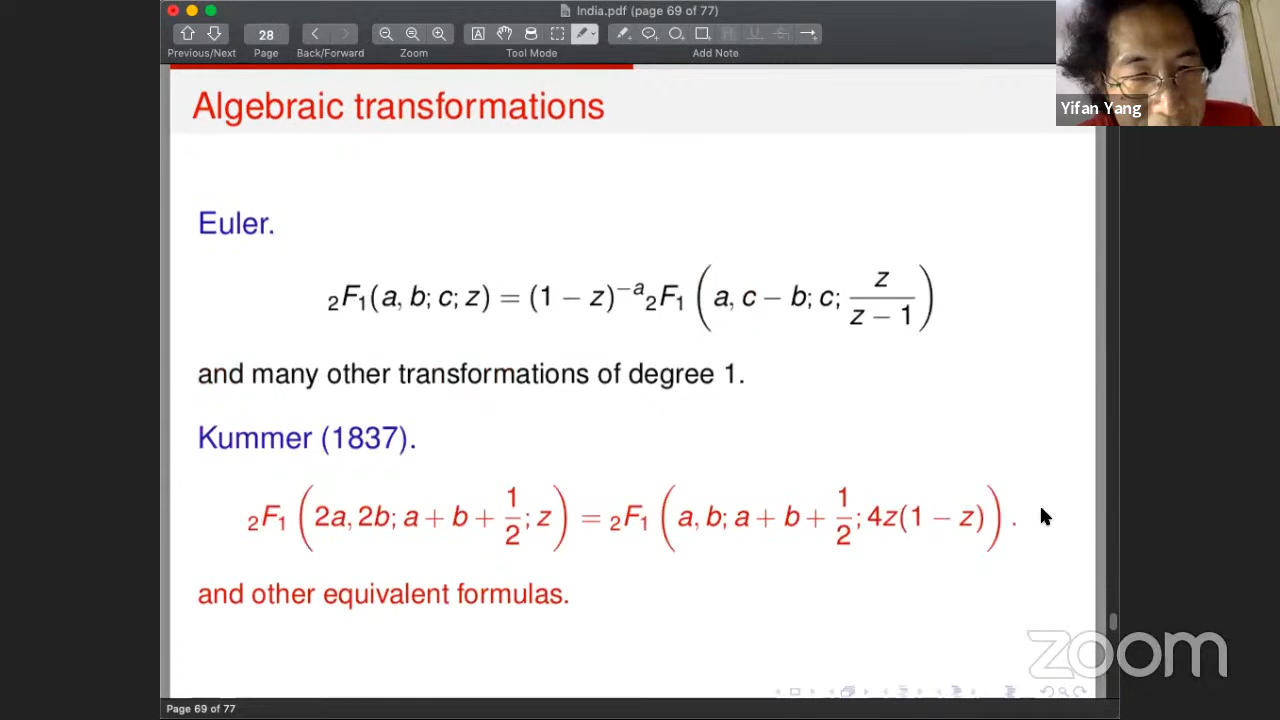 India.pdf (page 69 of 77)
28
Previous/Next Page Back/Forward Zoom Tool Mode Add Note
Yifan Yang
Algebraic transformations
Euler.
₂F₁(a, b; c; z) = (1 − z)⁻ᵃ₂F₁(a, c − b; c; z/(z − 1))
and many other transformations of degree 1.
Kummer (1837).
₂F₁(2a, 2b; a + b + 1/2; z) = ₂F₁(a, b; a + b + 1/2; 4z(1 − z)).
and other equivalent formulas.
zoom
Page 69 of 77